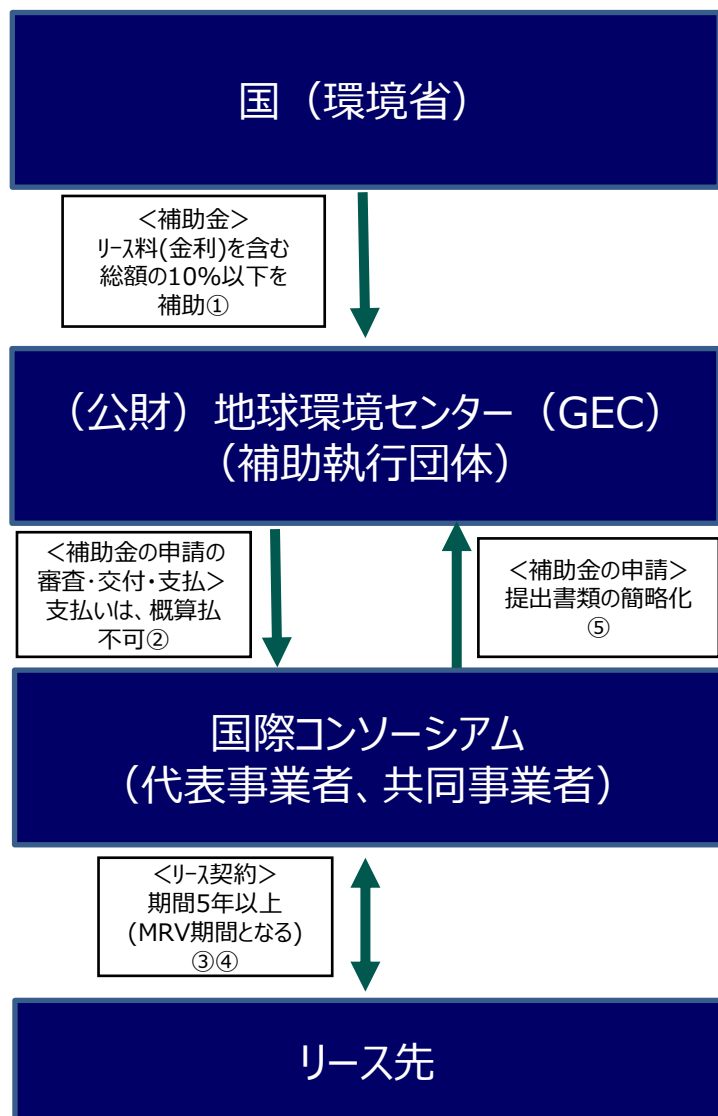 国（環境省）
＜補助金＞
ﾘｰｽ料(金利)を含む
総額の10%以下を
補助①
（公財）地球環境センター（GEC）
（補助執行団体）
＜補助金の申請の
審査･交付･支払＞
支払いは、概算払
不可②
＜補助金の申請＞
提出書類の簡略化
⑤
国際コンソーシアム
（代表事業者、共同事業者）
＜ﾘｰｽ契約＞
期間5年以上
(MRV期間となる)
③④
リース先